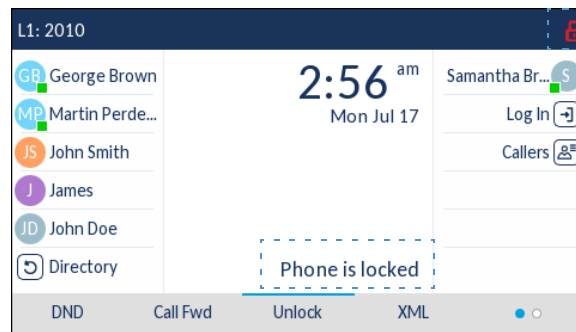 L1: 2010
GB George Brown
MP Martin Perde...
JS John Smith
J James
JD John Doe
Directory
2:56 am
Mon Jul 17
Phone is locked
Samantha Br... S
Log In
Callers
DND Call Fwd Unlock XML